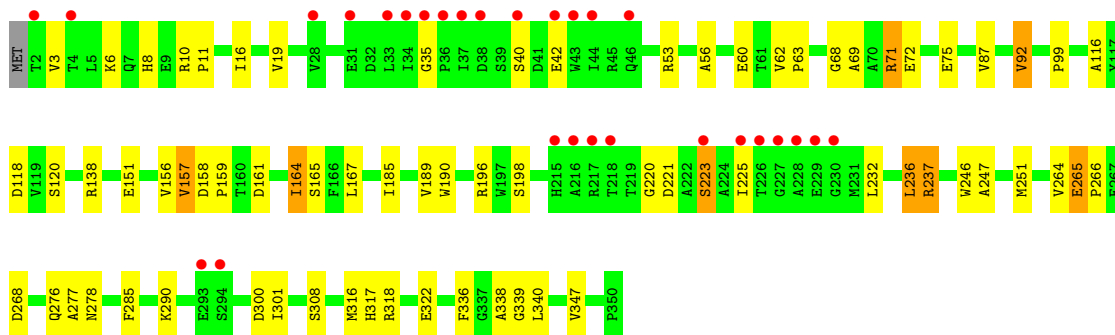 MET T2 V3 T4 L5 K6 Q7 H8 E9 R10 P11 I16 V19 V28 E31 D32 L33 I34 G35 P36 I37 D38 S39 S40 D41 E42 W43 I44 R45 Q46 R53 A56 E60 T61 V62 P63 G68 A69 A70 R71 E72 E75 V87 V92 P99 A116
D118 V119 S120 R138 E151 V156 V157 D158 P159 T160 D161 I164 S165 F166 L167 I185 V189 W190 R196 W197 S198 H215 A216 R217 T218 T219 G220 D221 A222 S223 A224 I225 T226 G227 A228 E229 G230 M231 L232 L236 R237 W246 A247 M251 V264 E265 P266
D268 Q276 A277 N278 F285 K290 E293 S294 D300 I301 S308 M316 H317 R318 E322 F336 G337 A338 G339 L340 V347 P350